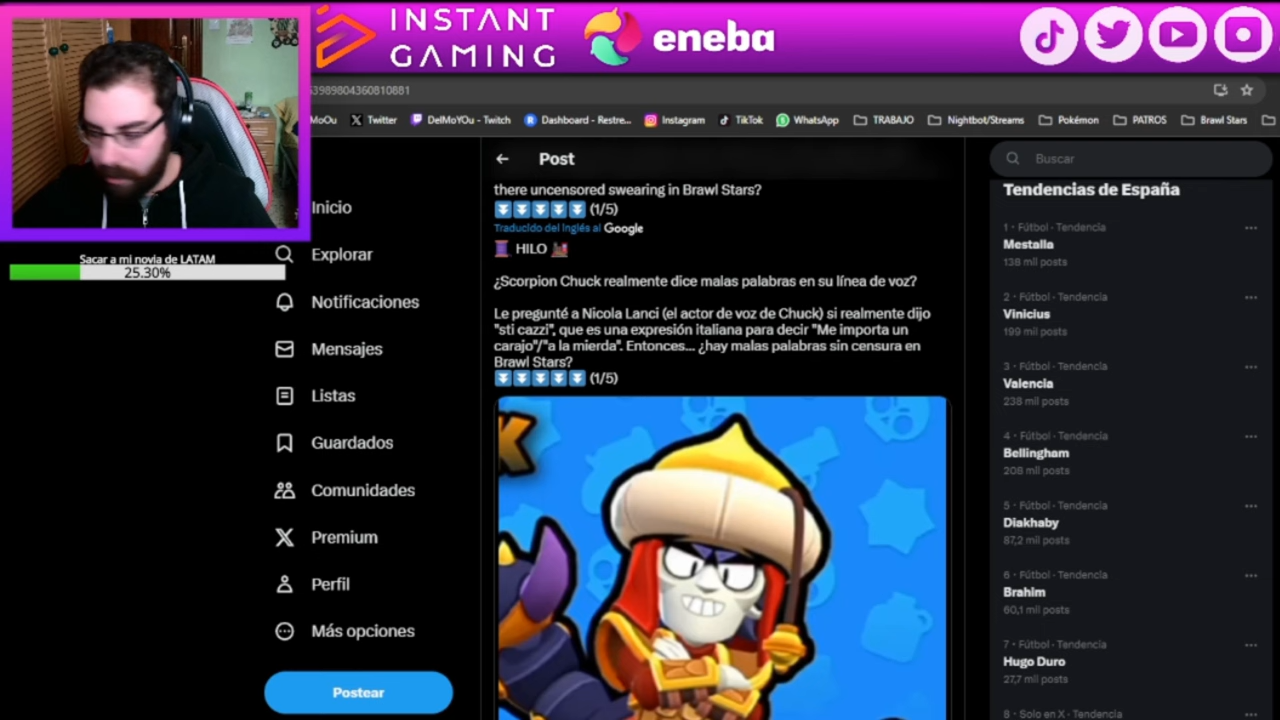 INSTANT
GAMING
eneba
53989804360810881
MoOu
Twitter
DelMoYOu - Twitch
Dashboard - Restre...
Instagram
TikTok
WhatsApp
TRABAJO
Nightbot/Streams
Pokémon
PATROS
Brawl Stars
Sacar a mi novia de LATAM
25.30%
Inicio
Explorar
Notificaciones
Mensajes
Listas
Guardados
Comunidades
Premium
Perfil
Más opciones
Postear
Post
there uncensored swearing in Brawl Stars?
(1/5)
Traducido del inglés al Google
HILO
¿Scorpion Chuck realmente dice malas palabras en su línea de voz?
Le pregunté a Nicola Lanci (el actor de voz de Chuck) si realmente dijo
"sti cazzi", que es una expresión italiana para decir "Me importa un
carajo"/"a la mierda". Entonces... ¿hay malas palabras sin censura en
Brawl Stars?
(1/5)
K
Buscar
Tendencias de España
1 · Fútbol · Tendencia
Mestalla
138 mil posts
2 · Fútbol · Tendencia
Vinicius
199 mil posts
3 · Fútbol · Tendencia
Valencia
238 mil posts
4 · Fútbol · Tendencia
Bellingham
208 mil posts
5 · Fútbol · Tendencia
Diakhaby
87,2 mil posts
6 · Fútbol · Tendencia
Brahim
60,1 mil posts
7 · Fútbol · Tendencia
Hugo Duro
27,7 mil posts
8 · Solo en X · Tendencia